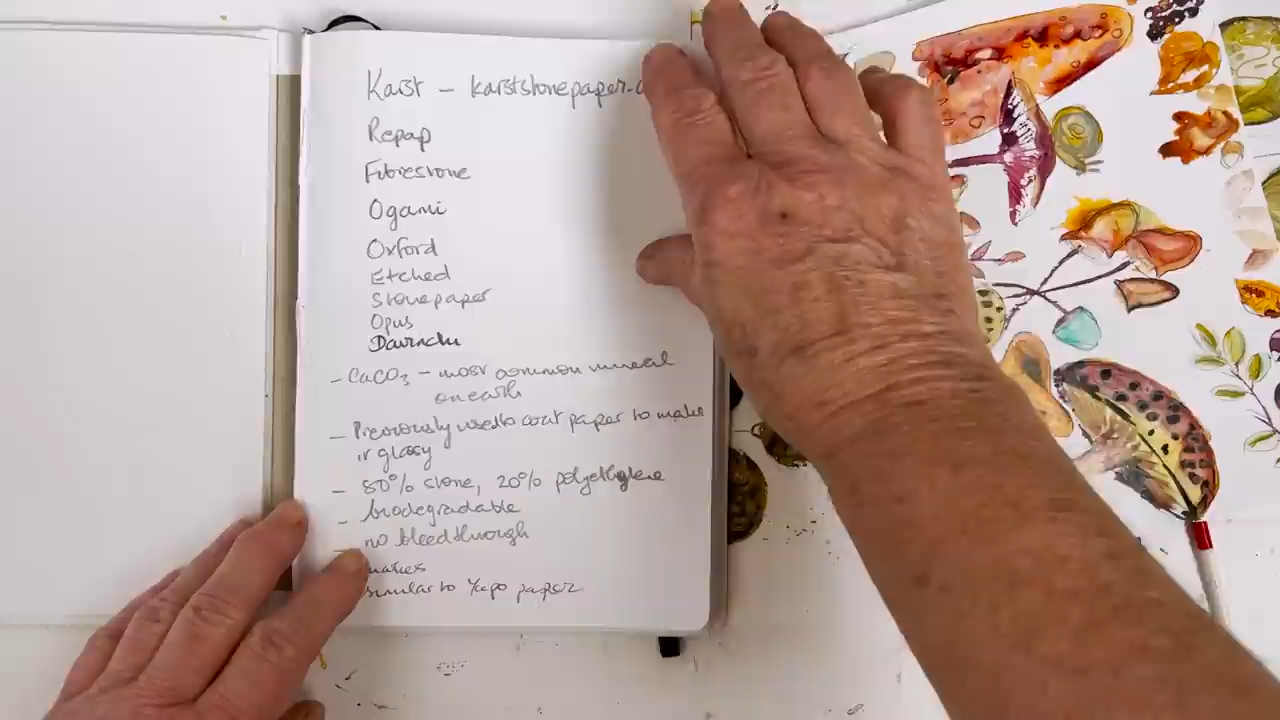 Karst - karststonepaper.
Repap
Fibrestone
Ogami
Oxford
Etched
Stonepaper
Opus
Davinchi
- CaCO3 - most common mineral
on earth
- Previously used to coat paper to make
it glossy
- 80% stone, 20% polyethylene
- biodegradable
no bleedthrough
similar to Yupo paper